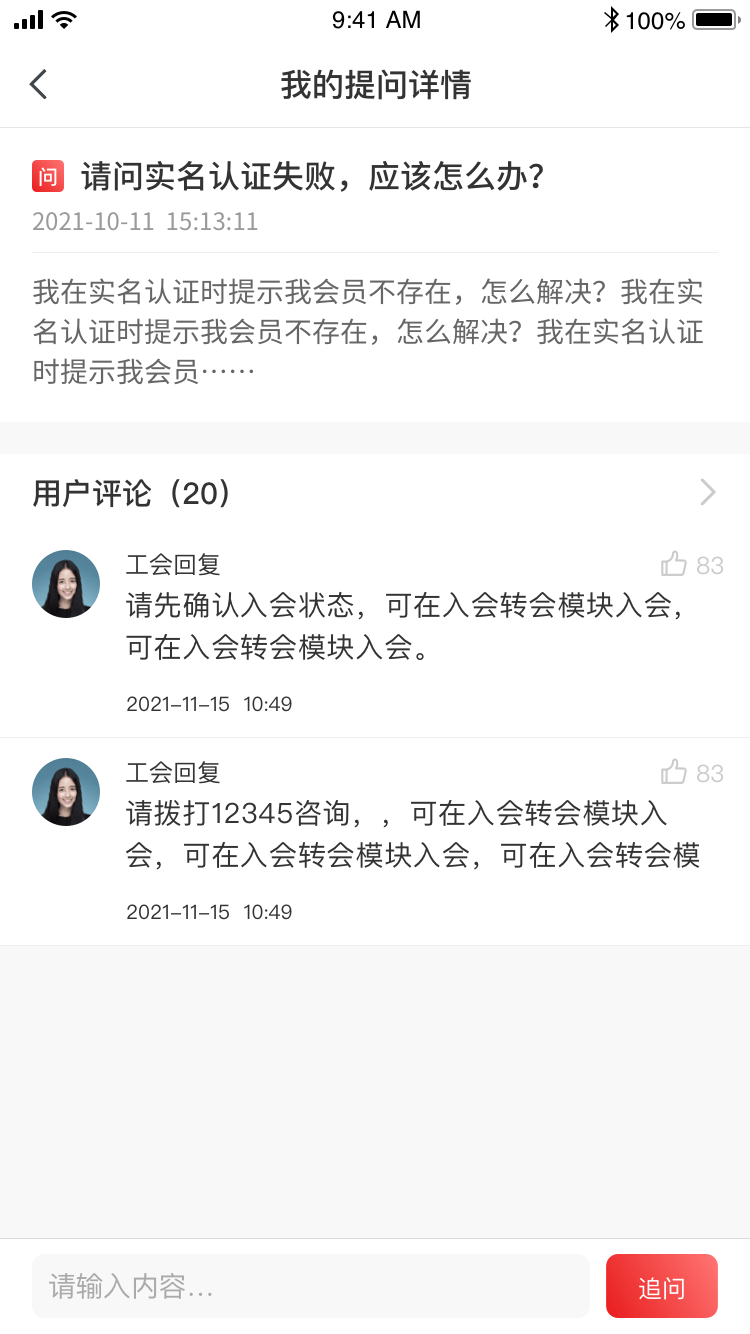 9:41 AM
100%
我的提问详情
问 请问实名认证失败，应该怎么办？
2021-10-11 15:13:11
我在实名认证时提示我会员不存在，怎么解决？我在实
名认证时提示我会员不存在，怎么解决？我在实名认证
时提示我会员……
用户评论（20）
工会回复
83
请先确认入会状态，可在入会转会模块入会，
可在入会转会模块入会。
2021–11–15 10:49
工会回复
83
请拨打12345咨询，，可在入会转会模块入
会，可在入会转会模块入会，可在入会转会模
2021–11–15 10:49
请输入内容...
追问